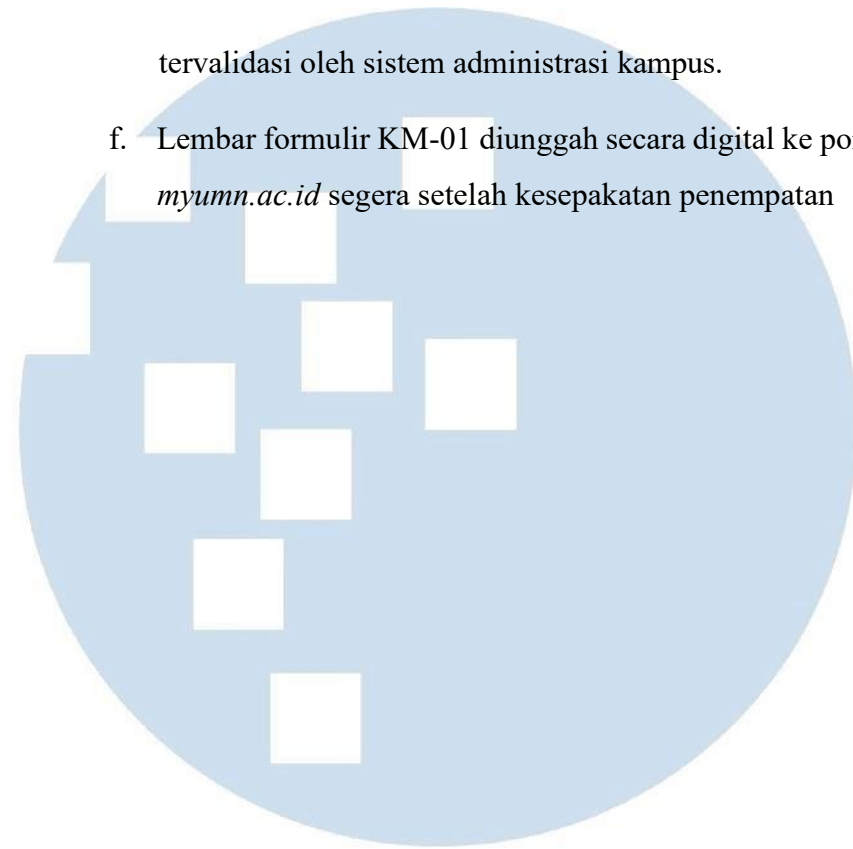 tervalidasi oleh sistem administrasi kampus.
f. Lembar formulir KM-01 diunggah secara digital ke
myumn.ac.id segera setelah kesepakatan penempatan